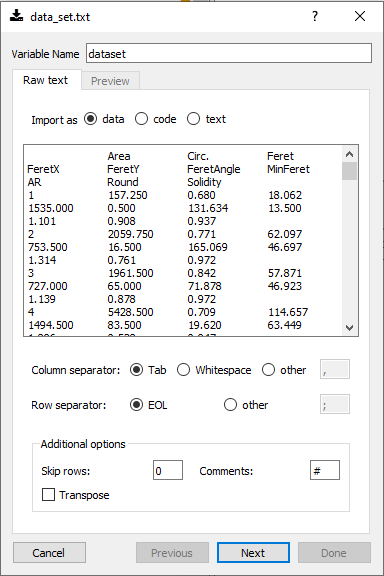 data_set.txt ?
Variable Name dataset
Raw text Preview
Import as data code text
Area Circ. Feret
FeretX FeretY FeretAngle MinFeret
AR Round Solidity
1 157.250 0.680 18.062
1535.000 0.500 131.634 13.500
1.101 0.908 0.937
2 2059.750 0.771 62.097
753.500 16.500 165.069 46.697
1.314 0.761 0.972
3 1961.500 0.842 57.871
727.000 65.000 71.878 46.923
1.139 0.878 0.972
4 5428.500 0.709 114.657
1494.500 83.500 19.620 63.449
Column separator: Tab Whitespace other ,
Row separator: EOL other ;
Additional options
Skip rows: 0 Comments: #
Transpose
Cancel Previous Next Done